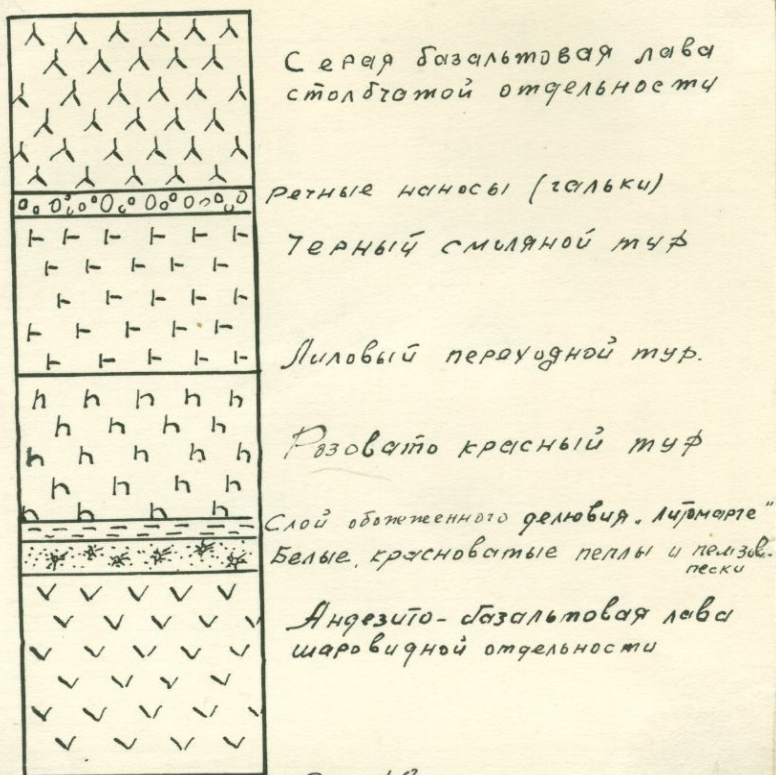 Серая базальтовая лава
столбчатой отдельности
речные наносы (гальки)
Черный смиляной туф
Лиловый переходной туф.
Розовато красный туф
Слой обожженного делювия „Литомарге"
Белые, красноватые пеплы и пемзов.
пески
Андезито-базальтовая лава
шаровидной отдельности